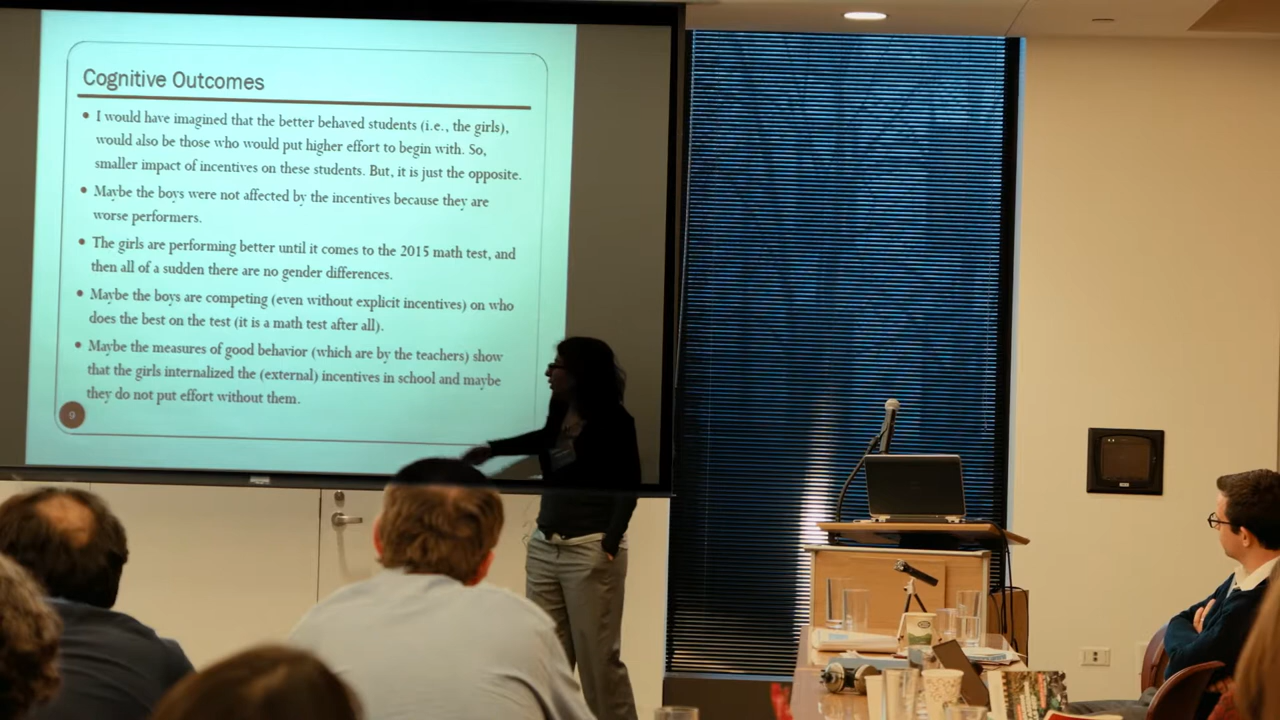 Cognitive Outcomes
• I would have imagined that the better behaved students (i.e., the girls),
would also be those who would put higher effort to begin with. So,
smaller impact of incentives on these students. But, it is just the opposite.
• Maybe the boys were not affected by the incentives because they are
worse performers.
• The girls are performing better until it comes to the 2015 math test, and
then all of a sudden there are no gender differences.
• Maybe the boys are competing (even without explicit incentives) on who
does the best on the test (it is a math test after all).
• Maybe the measures of good behavior (which are by the teachers) show
that the girls internalized the (external) incentives in school and maybe
they do not put effort without them.
9